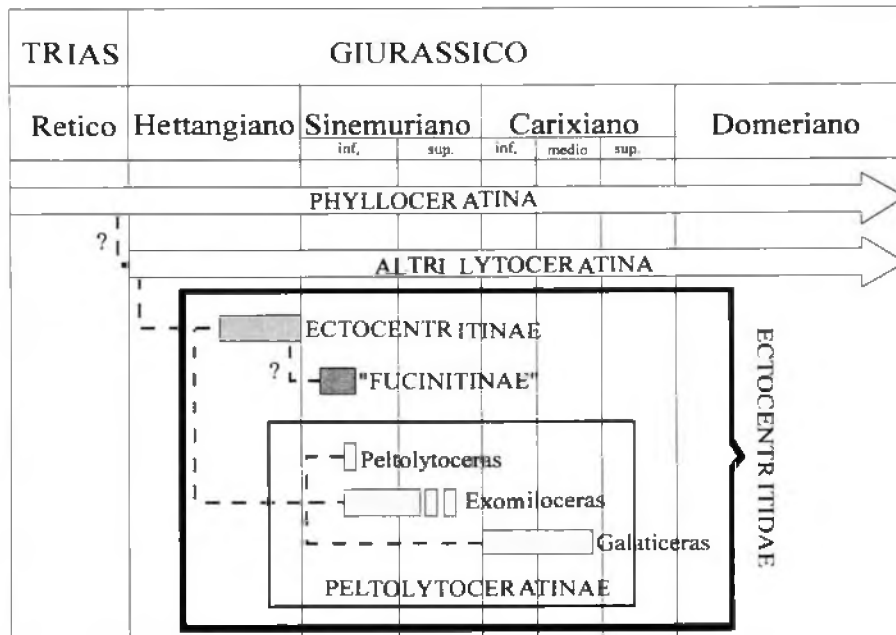 TRIAS GIURASSICO
Retico Hettangiano Sinemuriano Carixiano Domeriano
inf. sup. inf. medio sup.
PHYLLOCERATINA
?
ALTRI LYTOCERATINA
ECTOCENTRITINAE
? "FUCINITINAE"
Peltolytoceras
Exomiloceras
Galaticeras
PELTOLYTOCERATINAE
ECTOCENTRITIDAE